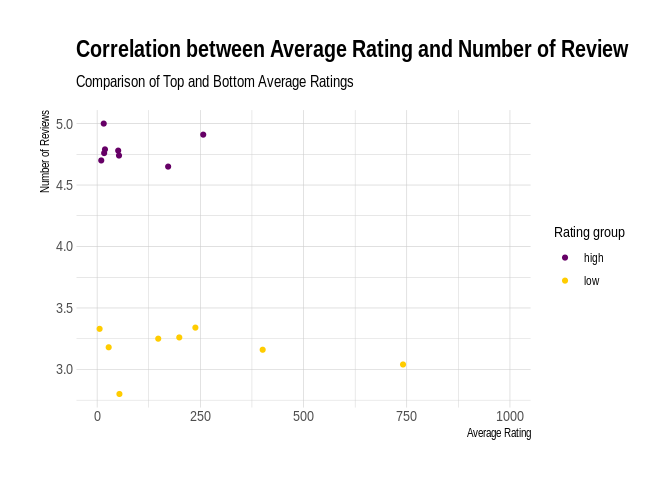 Correlation between Average Rating and Number of Review
Comparison of Top and Bottom Average Ratings
Number of Reviews
5.0
4.5
4.0
3.5
3.0
0 250 500 750 1000
Average Rating
Rating group
high
low